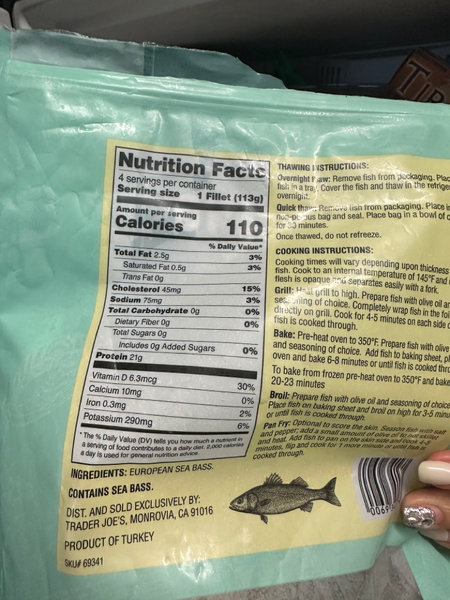 TIP
Nutrition Facts
4 servings per container
Serving size 1 Fillet (113g)
Amount per serving
Calories 110
% Daily Value*
Total Fat 2.5g 3%
Saturated Fat 0.5g 3%
Trans Fat 0g
Cholesterol 45mg 15%
Sodium 75mg 3%
Total Carbohydrate 0g 0%
Dietary Fiber 0g 0%
Total Sugars 0g
Includes 0g Added Sugars 0%
Protein 21g
Vitamin D 6.3mcg 30%
Calcium 10mg 0%
Iron 0.3mg 2%
Potassium 290mg 6%
* The % Daily Value (DV) tells you how much a nutrient in
a serving of food contributes to a daily diet. 2,000 calories
a day is used for general nutrition advice.
INGREDIENTS: EUROPEAN SEA BASS.
CONTAINS SEA BASS.
DIST. AND SOLD EXCLUSIVELY BY:
TRADER JOE'S, MONROVIA, CA 91016
PRODUCT OF TURKEY
SKU# 69341
THAWING INSTRUCTIONS:
Overnight thaw: Remove fish from packaging. Plac
fish in a tray. Cover the fish and thaw in the refrige
overnight.
Quick thaw: Remove fish from packaging. Place i
non-porous bag and seal. Place bag in a bowl of c
for 30 minutes.
Once thawed, do not refreeze.
COOKING INSTRUCTIONS:
Cooking times will vary depending upon thickness
fish. Cook to an internal temperature of 145°F and
flesh is opaque and separates easily with a fork.
Grill: Heat grill to high. Prepare fish with olive oil an
seasoning of choice. Completely wrap fish in the foil
directly on grill. Cook for 4-5 minutes on each side o
fish is cooked through.
Bake: Pre-heat oven to 350°F. Prepare fish with olive
and seasoning of choice. Add fish to baking sheet, pl
oven and bake 6-8 minutes or until fish is cooked thro
To bake from frozen pre-heat oven to 350°F and bake
20-23 minutes
Broil: Prepare fish with olive oil and seasoning of choice
Place fish on baking sheet and broil on high for 3-5 minu
or until fish is cooked through.
Pan Fry: Optional to score the skin. Season fish with salt
and pepper; add a small amount of olive oil to
and heat. Add fish to pan on the skin side and cook
minutes, flip and cook for 1 more minute or until fish is
cooked through.
0069